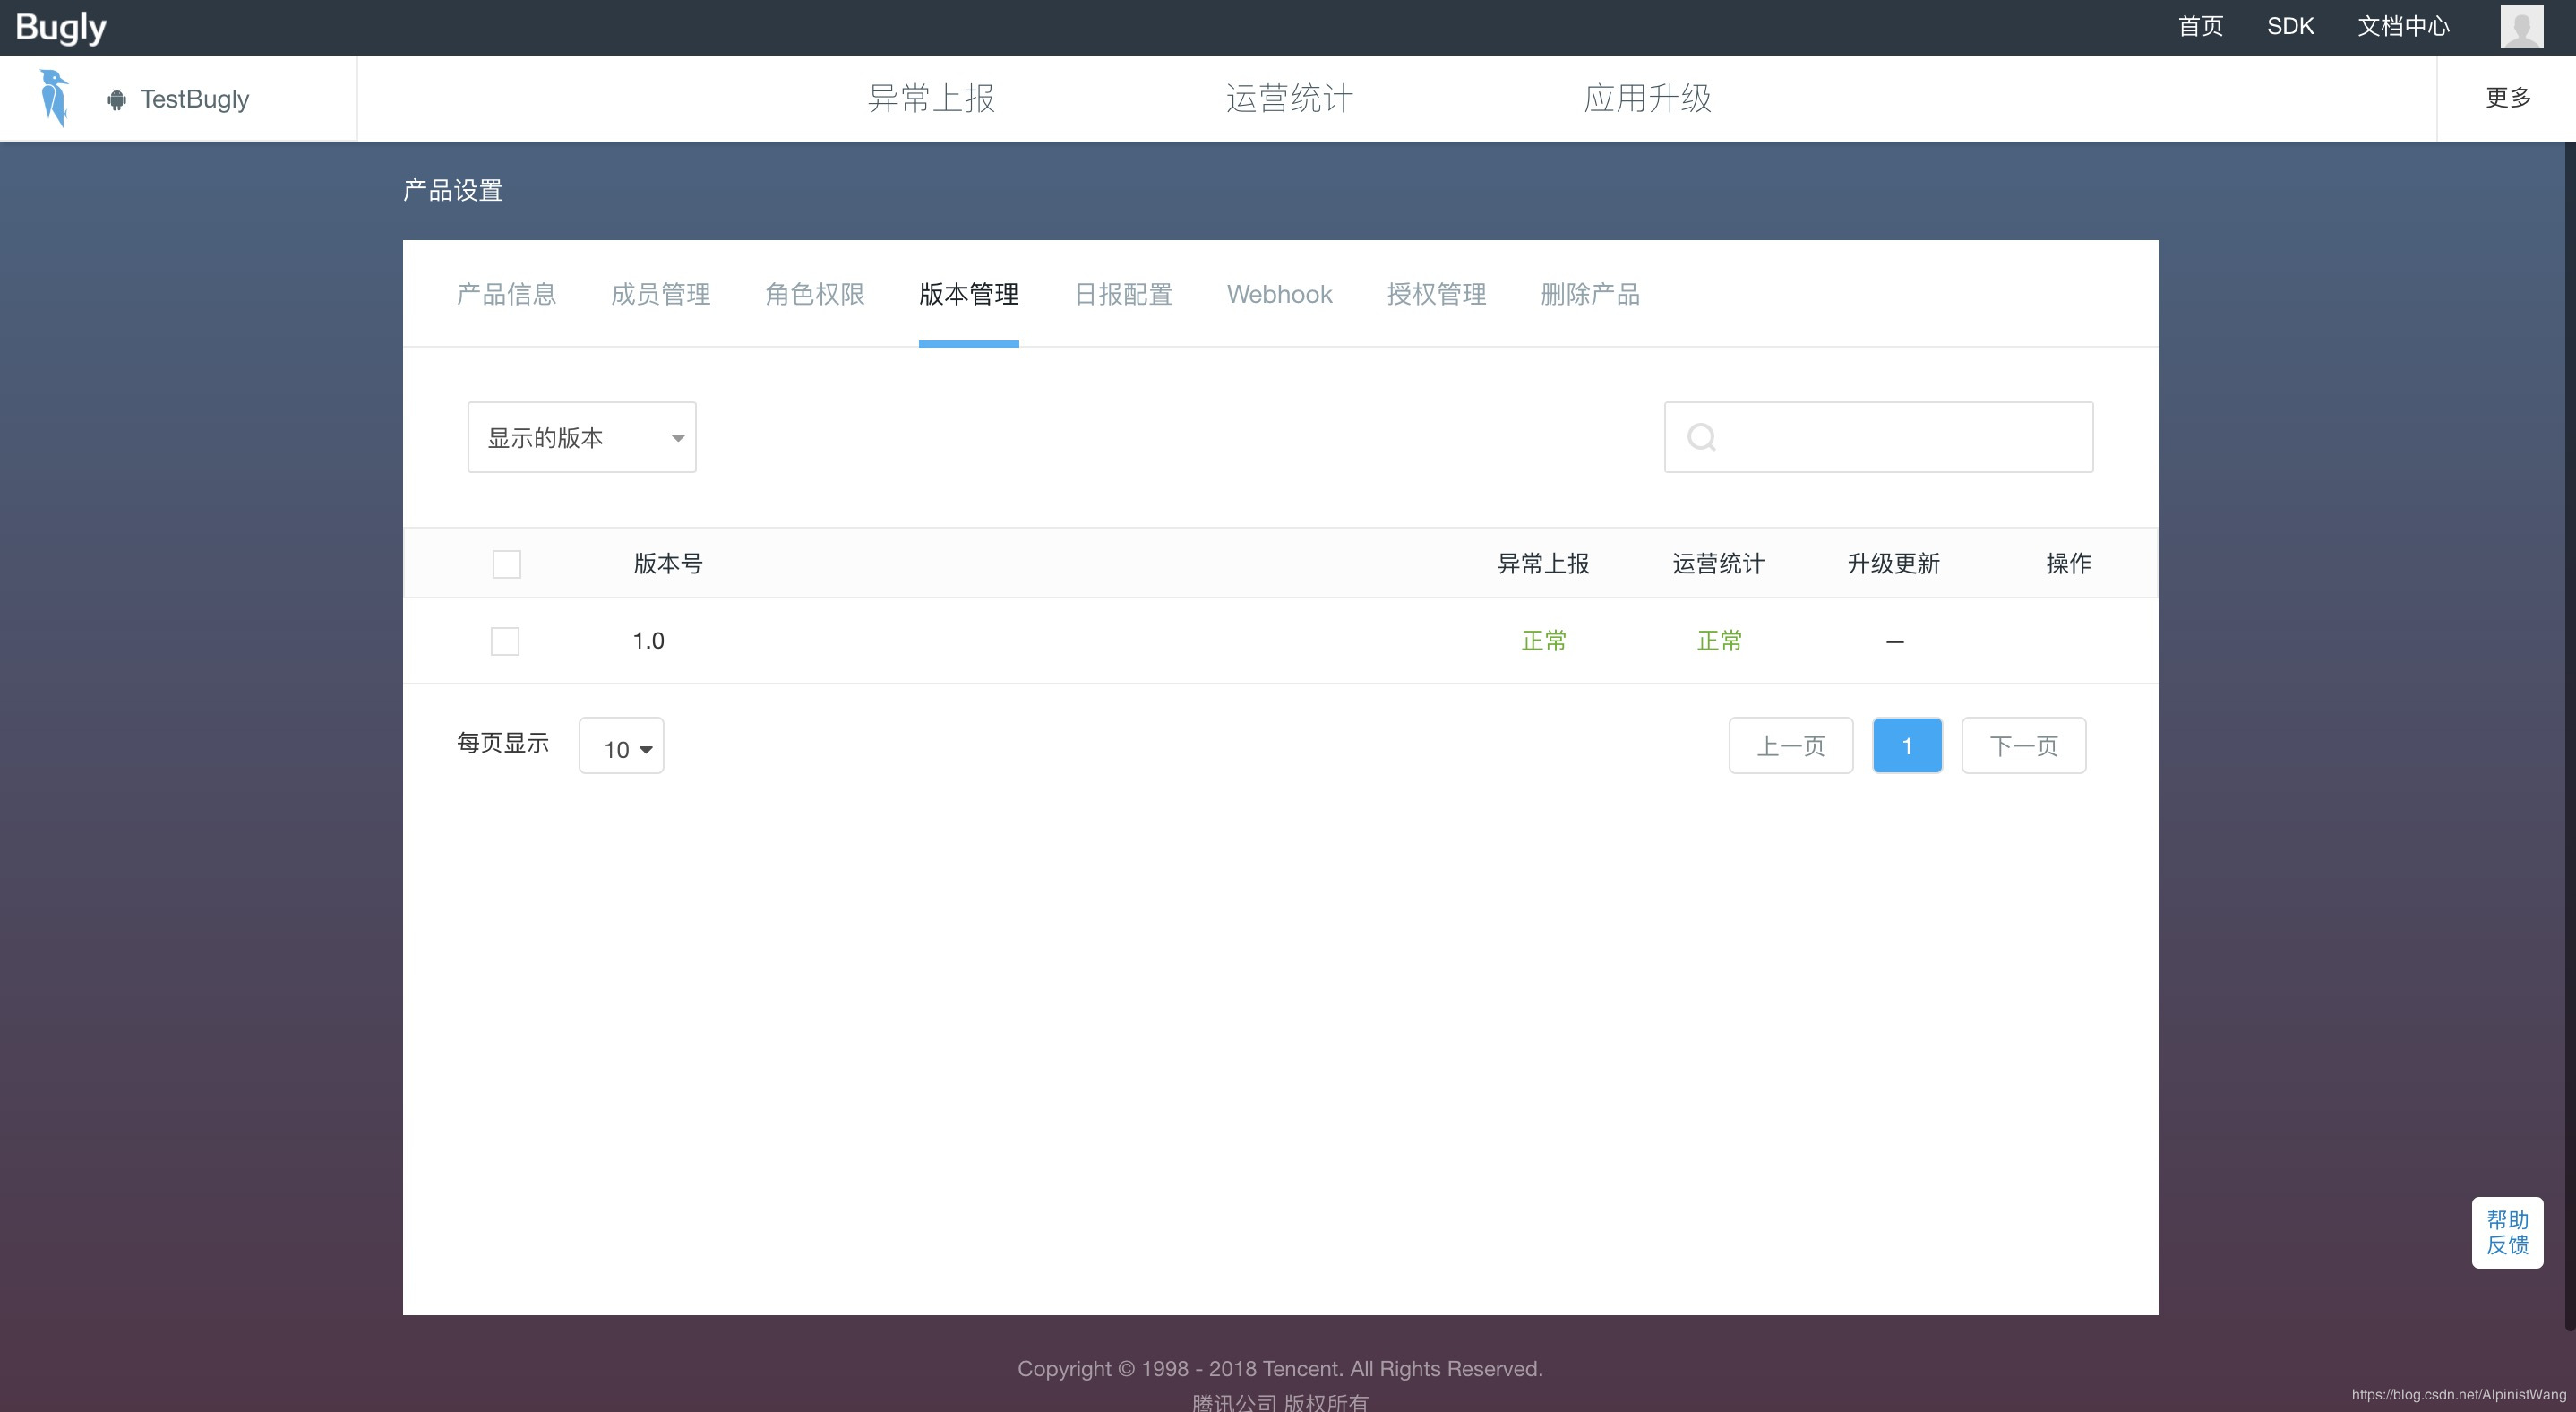 Bugly
首页 SDK 文档中心
TestBugly 异常上报 运营统计 应用升级 更多
产品设置
产品信息 成员管理 角色权限 版本管理 日报配置 Webhook 授权管理 删除产品
显示的版本
版本号 异常上报 运营统计 升级更新 操作
1.0 正常 正常 —
每页显示 10 上一页 1 下一页
帮助
反馈
Copyright © 1998 - 2018 Tencent. All Rights Reserved.
腾讯公司 版权所有
https://blog.csdn.net/AlpinistWang